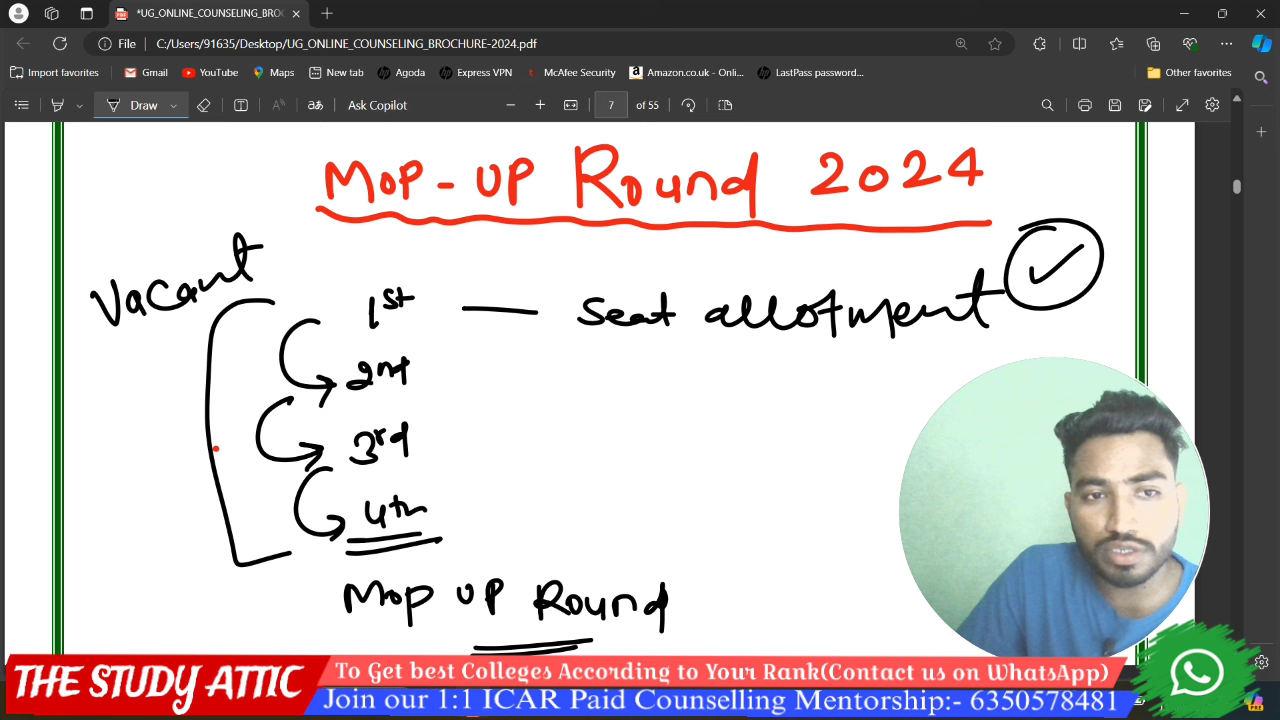 *UG_ONLINE_COUNSELING_BROC
File C:/Users/91635/Desktop/UG_ONLINE_COUNSELING_BROCHURE-2024.pdf
Import favorites Gmail YouTube Maps New tab Agoda Express VPN McAfee Security Amazon.co.uk - Onli... LastPass password... Other favorites
Draw Ask Copilot 7 of 55
Mop-UP Round 2024
Vacant
1st — Seat allotment
2nd
3rd
4th
Mop UP Round
THE STUDY ATTIC
To Get best Colleges According to Your Rank(Contact us on WhatsApp)
Join our 1:1 ICAR Paid Counselling Mentorship:- 6350578481